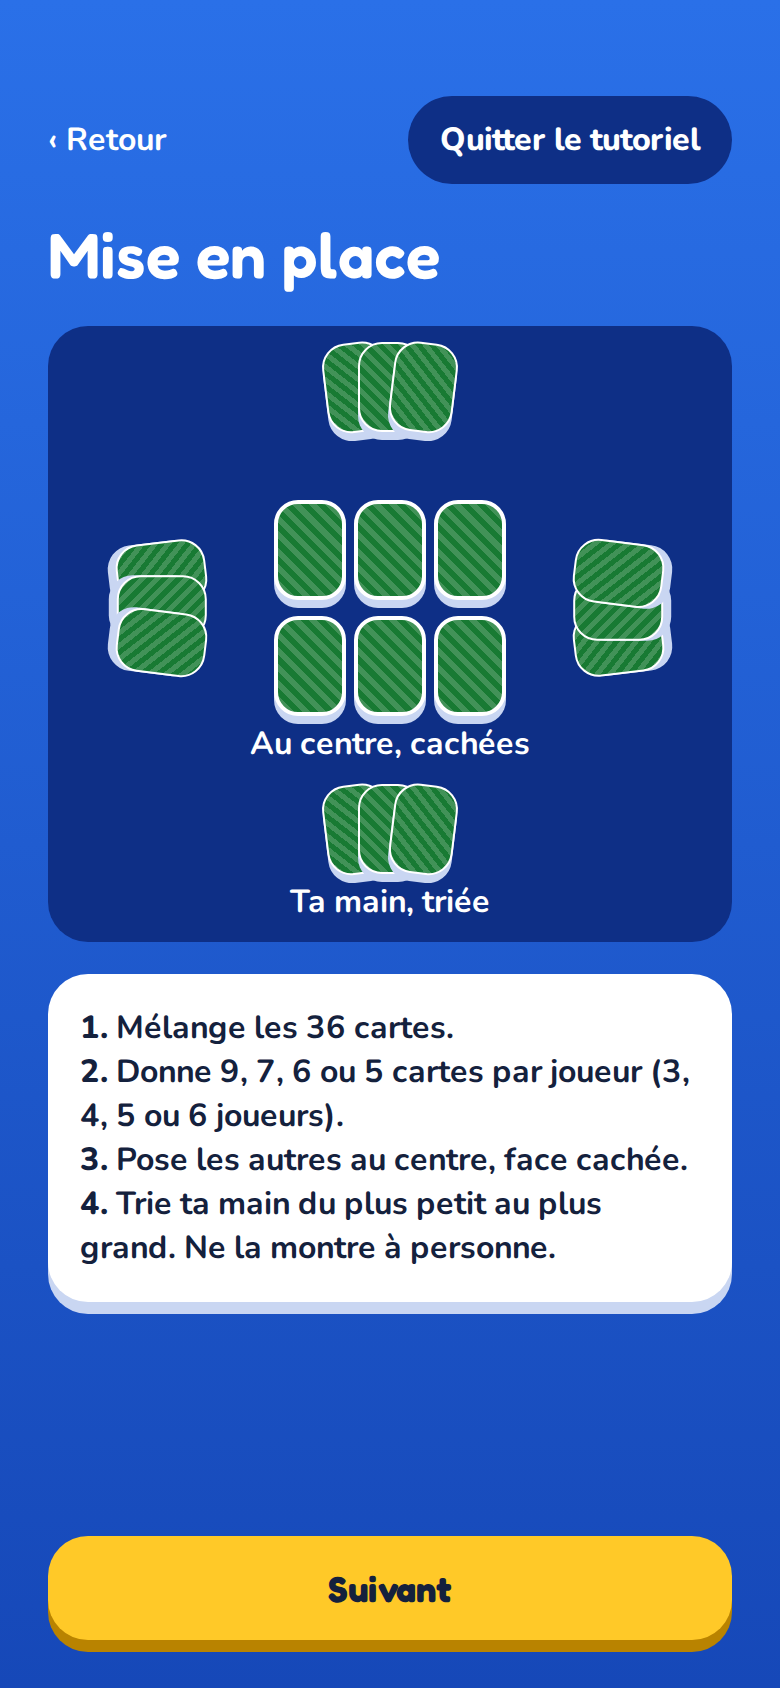 ‹ Retour
Quitter le tutoriel
Mise en place
Au centre, cachées
Ta main, triée
1. Mélange les 36 cartes.
2. Donne 9, 7, 6 ou 5 cartes par joueur (3,
4, 5 ou 6 joueurs).
3. Pose les autres au centre, face cachée.
4. Trie ta main du plus petit au plus
grand. Ne la montre à personne.
Suivant